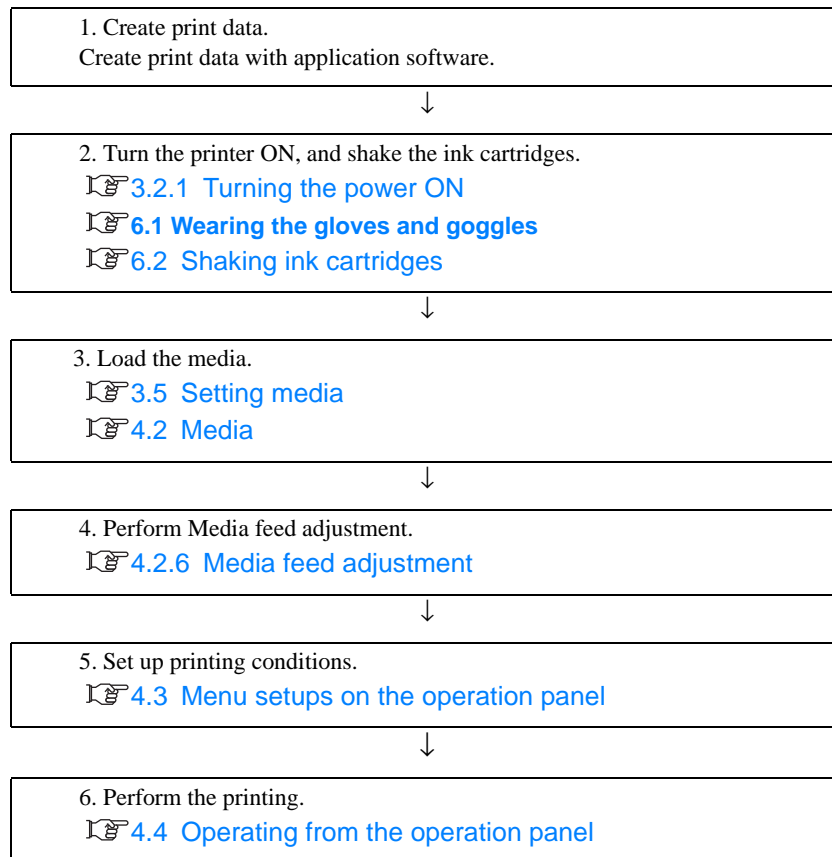 1. Create print data.
Create print data with application software.
↓
2. Turn the printer ON, and shake the ink cartridges.
3.2.1 Turning the power ON
6.1 Wearing the gloves and goggles
6.2 Shaking ink cartridges
↓
3. Load the media.
3.5 Setting media
4.2 Media
↓
4. Perform Media feed adjustment.
4.2.6 Media feed adjustment
↓
5. Set up printing conditions.
4.3 Menu setups on the operation panel
↓
6. Perform the printing.
4.4 Operating from the operation panel